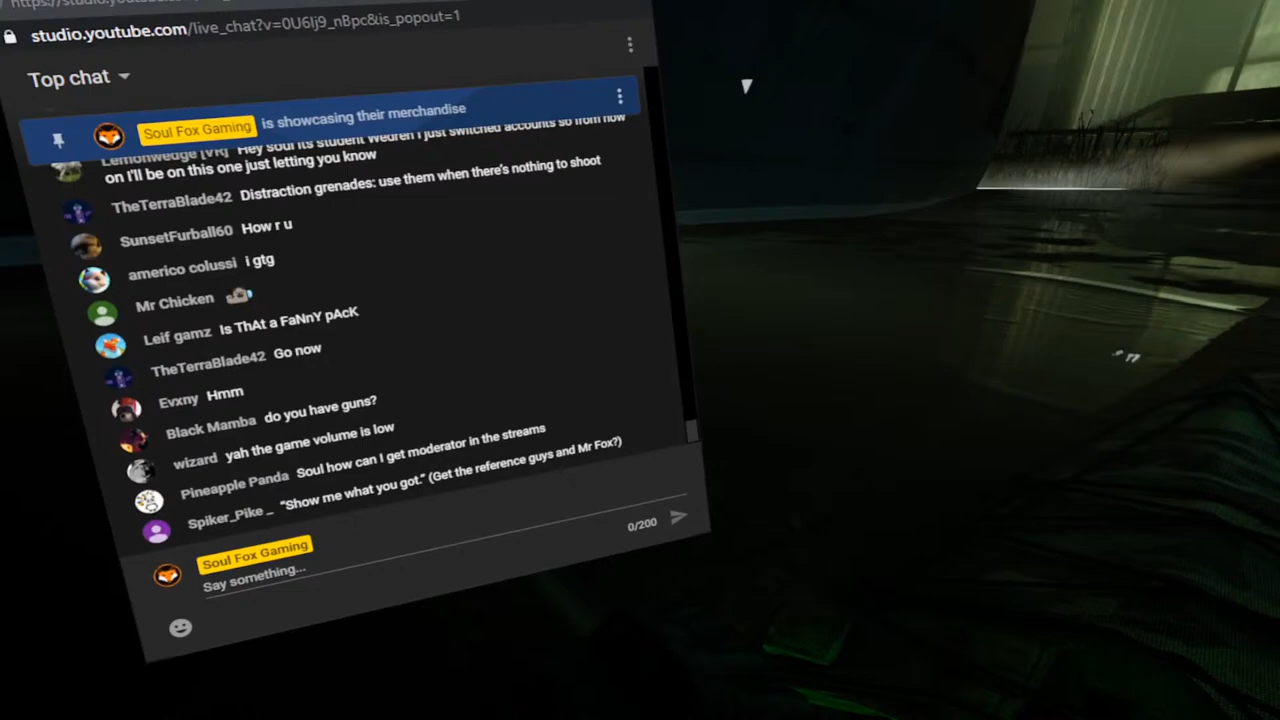 studio.youtube.com/live_chat?v=0U6Ij9_nBpc&is_popout=1
Top chat
Soul Fox Gaming is showcasing their merchandise
Lemonwedge [VR] Hey soul its student Wedren I just switched accounts so from now
on I'll be on this one just letting you know
TheTerraBlade42 Distraction grenades: use them when there's nothing to shoot
SunsetFurball60 How r u
americo colussi i gtg
Mr Chicken
Leif gamz Is ThAt a FaNnY pAcK
TheTerraBlade42 Go now
Evxny Hmm
Black Mamba do you have guns?
wizard yah the game volume is low
Pineapple Panda Soul how can I get moderator in the streams
Spiker_Pike _ “Show me what you got.” (Get the reference guys and Mr Fox?)
Soul Fox Gaming
Say something...
0/200